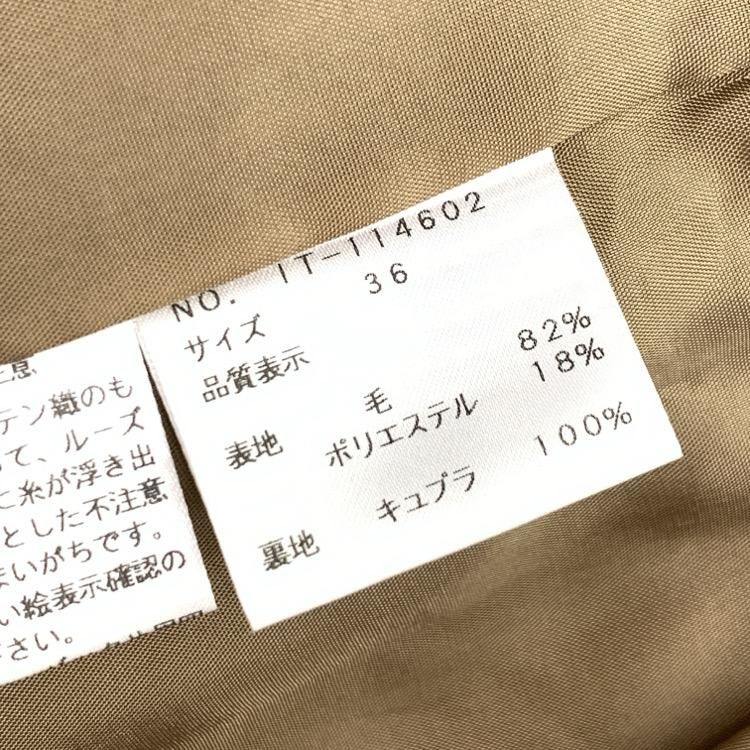 NO. IT-114602
サイズ 36
品質表示
表地 毛 82%
ポリエステル 18%
裏地 キュプラ 100%
テン織のも
て、ルーズ
に糸が浮き出
とした不注意
まいがちです。
い絵表示確認の
さい。